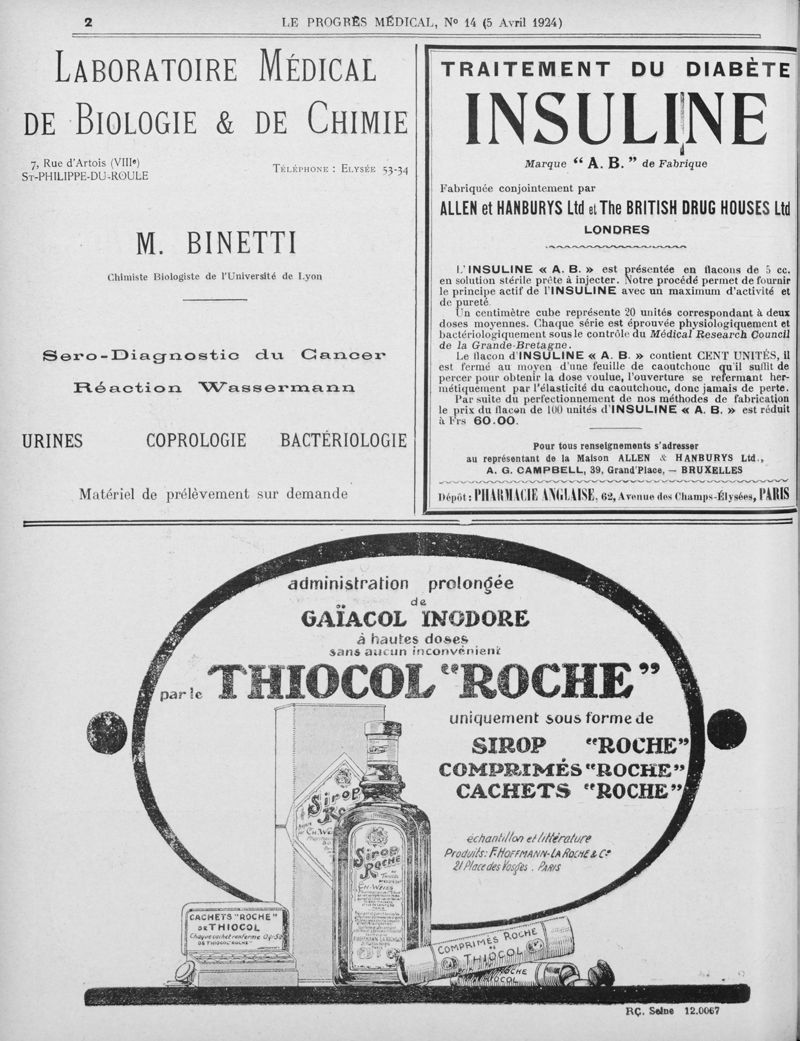 2
LE PROGRÈS MÉDICAL, No 14 (5 Avril 1924)
LABORATOIRE MÉDICAL
DE BIOLOGIE & DE CHIMIE
7, Rue d'Artois (VIIIe)
ST-PHILIPPE-DU-ROULE
TÉLÉPHONE : ELYSÉE 53-34
M. BINETTI
Chimiste Biologiste de l'Université de Lyon
Sero-Diagnostic du Cancer
Réaction Wassermann
URINES COPROLOGIE BACTÉRIOLOGIE
Matériel de prélèvement sur demande
TRAITEMENT DU DIABÈTE
INSULINE
Marque “ A. B. ” de Fabrique
Fabriquée conjointement par
ALLEN et HANBURYS Ltd et The BRITISH DRUG HOUSES Ltd
LONDRES
L'INSULINE « A. B. » est présentée en flacons de 5 cc.
en solution stérile prête à injecter. Notre procédé permet de fournir
le principe actif de l'INSULINE avec un maximum d'activité et
de pureté.
Un centimètre cube représente 20 unités correspondant à deux
doses moyennes. Chaque série est éprouvée physiologiquement et
bactériologiquement sous le contrôle du Médical Research Council
de la Grande-Bretagne.
Le flacon d'INSULINE « A. B. » contient CENT UNITÉS, il
est fermé au moyen d'une feuille de caoutchouc qu'il suffit de
percer pour obtenir la dose voulue, l'ouverture se refermant her-
métiquement par l'élasticité du caoutchouc, donc jamais de perte.
Par suite du perfectionnement de nos méthodes de fabrication
le prix du flacon de 100 unités d'INSULINE « A. B. » est réduit
à Frs 60.00.
Pour tous renseignements s'adresser
au représentant de la Maison ALLEN & HANBURYS Ltd.,
A. G. CAMPBELL, 39, Grand'Place, — BRUXELLES
Dépôt : PHARMACIE ANGLAISE, 62, Avenue des Champs-Élysées, PARIS
administration prolongée
de
GAÏACOL INODORE
à hautes doses
sans aucun inconvénient
par le THIOCOL “ROCHE”
uniquement sous forme de
SIROP “ROCHE”
COMPRIMÉS “ROCHE”
CACHETS “ROCHE”
échantillon et littérature
Produits: F. HOFFMANN-LA ROCHE & Cie
21 Place des Vosges. PARIS
Sirop
Sirop
ROCHE
CACHETS "ROCHE"
DE THIOCOL
Chaque cachet renferme 0gr50
DE THIOCOL "ROCHE"
COMPRIMÉS ROCHE
DE
THIOCOL
ROCHE
THIOCOL
RÇ. Seine 12.0067